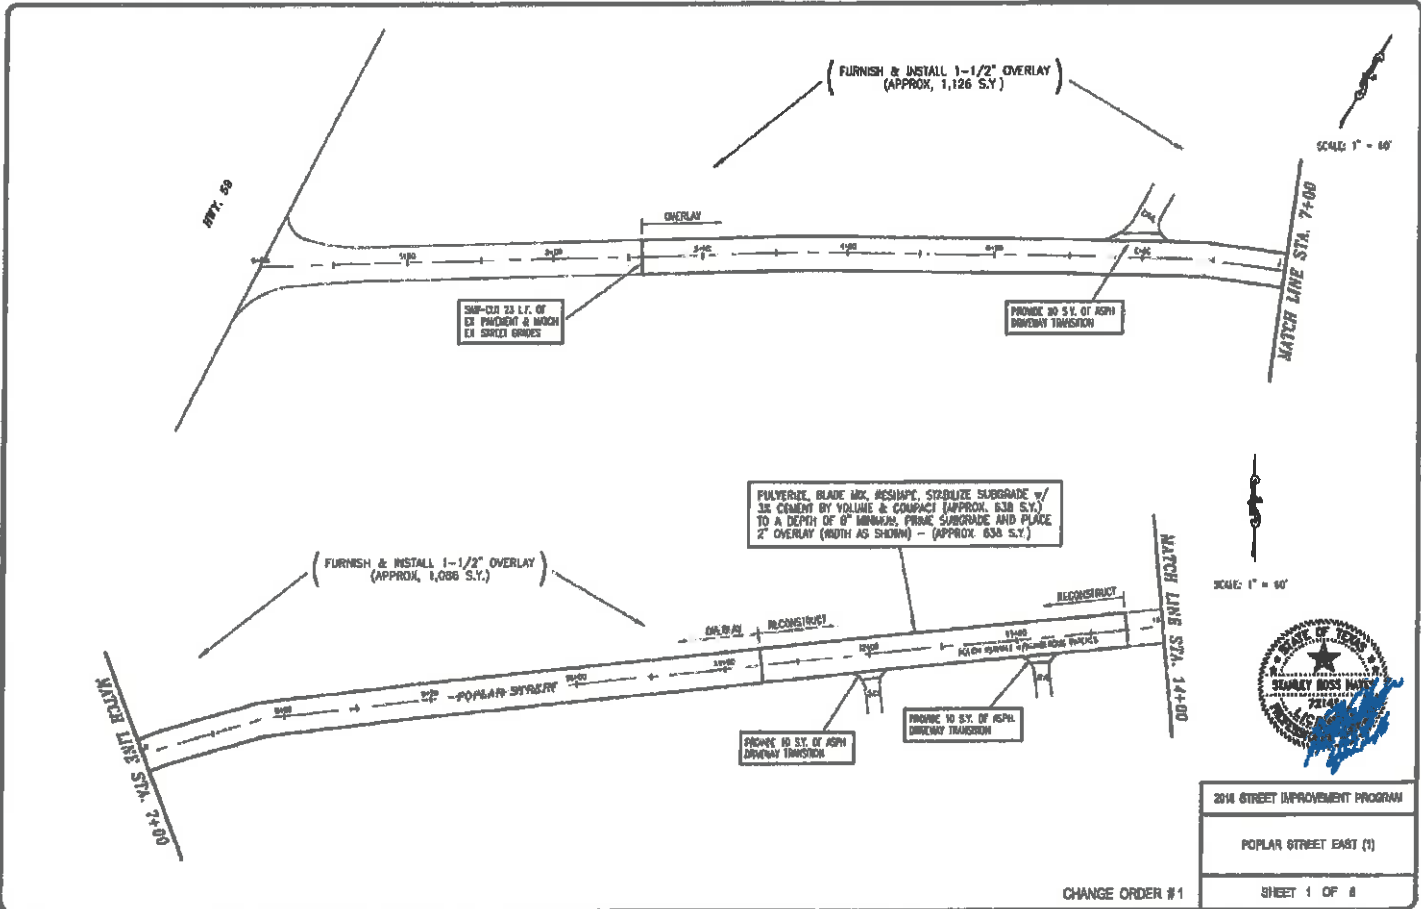 FURNISH & INSTALL 1-1/2" OVERLAY
(APPROX, 1,126 S.Y.)
SCALE: 1" = 60'
HWY. 59
OVERLAY
MATCH LINE STA. 7+00
SAW-CUT 23 L.F. OF
EX PAVEMENT & MATCH
EX STREET GRADES
PROVIDE 20 S.Y. OF ASPH
DRIVEWAY TRANSITION
PULVERIZE, BLADE MIX, RESHAPE, STABILIZE SUBGRADE w/
3% CEMENT BY VOLUME & COMPACT (APPROX. 638 S.Y.)
TO A DEPTH OF 8" MINIMUM, PRIME SUBGRADE AND PLACE
2" OVERLAY (WIDTH AS SHOWN) - (APPROX. 638 S.Y.)
FURNISH & INSTALL 1-1/2" OVERLAY
(APPROX, 1,086 S.Y.)
SCALE: 1" = 60'
OVERLAY
RECONSTRUCT
RECONSTRUCT
MATCH LINE STA. 14+00
POPLAR STREET
MATCH LINE STA. 7+00
PROVIDE 10 S.Y. OF ASPH
DRIVEWAY TRANSITION
PROVIDE 10 S.Y. OF ASPH.
DRIVEWAY TRANSITION
STATE OF TEXAS
STANLEY ROSS
STREET IMPROVEMENT PROGRAM
POPLAR STREET EAST (1)
CHANGE ORDER #1
SHEET 1 OF